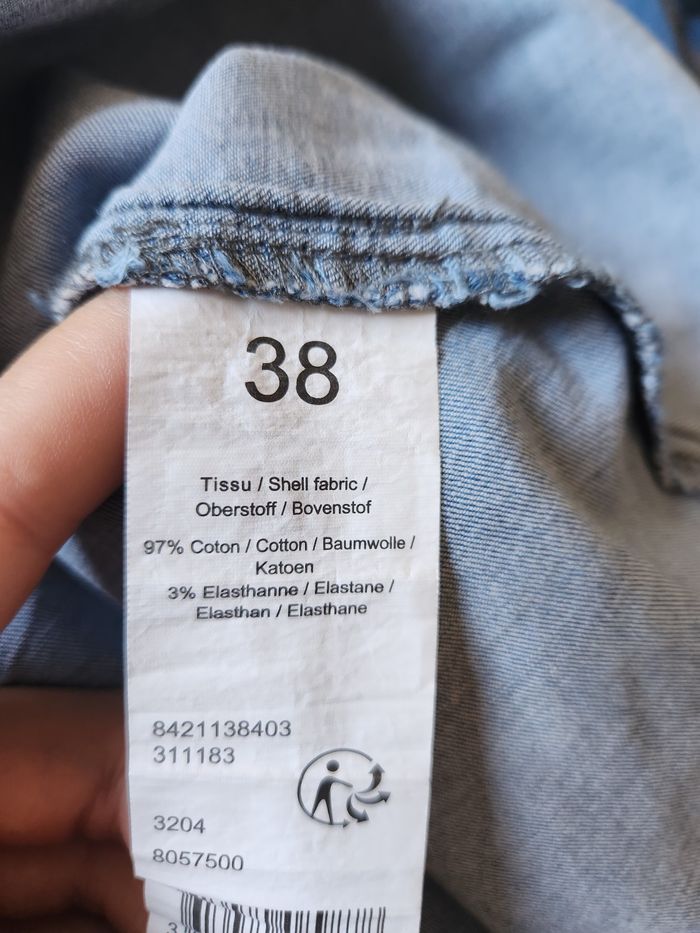 38
Tissu / Shell fabric /
Oberstoff / Bovenstof
97% Coton / Cotton / Baumwolle /
Katoen
3% Elasthanne / Elastane /
Elasthan / Elasthane
8421138403
311183
3204
8057500
3